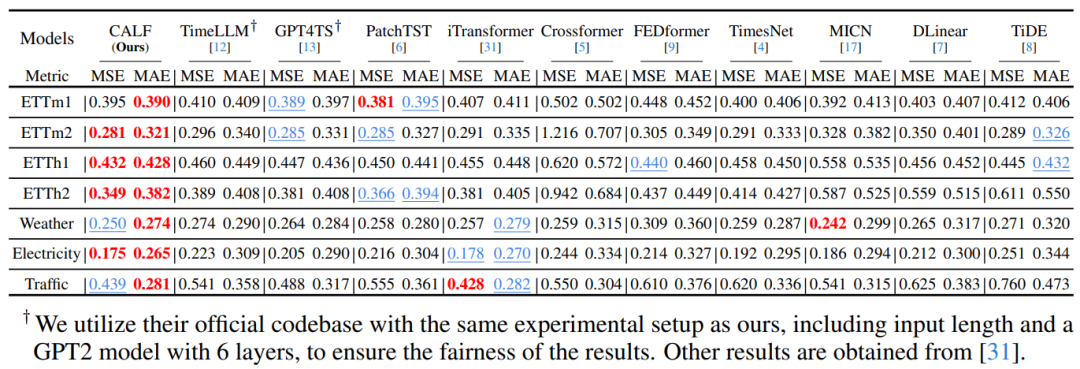 Models CALF TimeLLM† GPT4TS† PatchTST iTransformer Crossformer FEDformer TimesNet MICN DLinear TiDE
(Ours) [12] [13] [6] [31] [5] [9] [4] [17] [7] [8]
Metric MSE MAE MSE MAE MSE MAE MSE MAE MSE MAE MSE MAE MSE MAE MSE MAE MSE MAE MSE MAE MSE MAE
ETTm1 0.395 0.390 0.410 0.409 0.389 0.397 0.381 0.395 0.407 0.411 0.502 0.502 0.448 0.452 0.400 0.406 0.392 0.413 0.403 0.407 0.412 0.406
ETTm2 0.281 0.321 0.296 0.340 0.285 0.331 0.285 0.327 0.291 0.335 1.216 0.707 0.305 0.349 0.291 0.333 0.328 0.382 0.350 0.401 0.289 0.326
ETTh1 0.432 0.428 0.460 0.449 0.447 0.436 0.450 0.441 0.455 0.448 0.620 0.572 0.440 0.460 0.458 0.450 0.558 0.535 0.456 0.452 0.445 0.432
ETTh2 0.349 0.382 0.389 0.408 0.381 0.408 0.366 0.394 0.381 0.405 0.942 0.684 0.437 0.449 0.414 0.427 0.587 0.525 0.559 0.515 0.611 0.550
Weather 0.250 0.274 0.274 0.290 0.264 0.284 0.258 0.280 0.257 0.279 0.259 0.315 0.309 0.360 0.259 0.287 0.242 0.299 0.265 0.317 0.271 0.320
Electricity 0.175 0.265 0.223 0.309 0.205 0.290 0.216 0.304 0.178 0.270 0.244 0.334 0.214 0.327 0.192 0.295 0.186 0.294 0.212 0.300 0.251 0.344
Traffic 0.439 0.281 0.541 0.358 0.488 0.317 0.555 0.361 0.428 0.282 0.550 0.304 0.610 0.376 0.620 0.336 0.541 0.315 0.625 0.383 0.760 0.473
† We utilize their official codebase with the same experimental setup as ours, including input length and a
GPT2 model with 6 layers, to ensure the fairness of the results. Other results are obtained from [31].